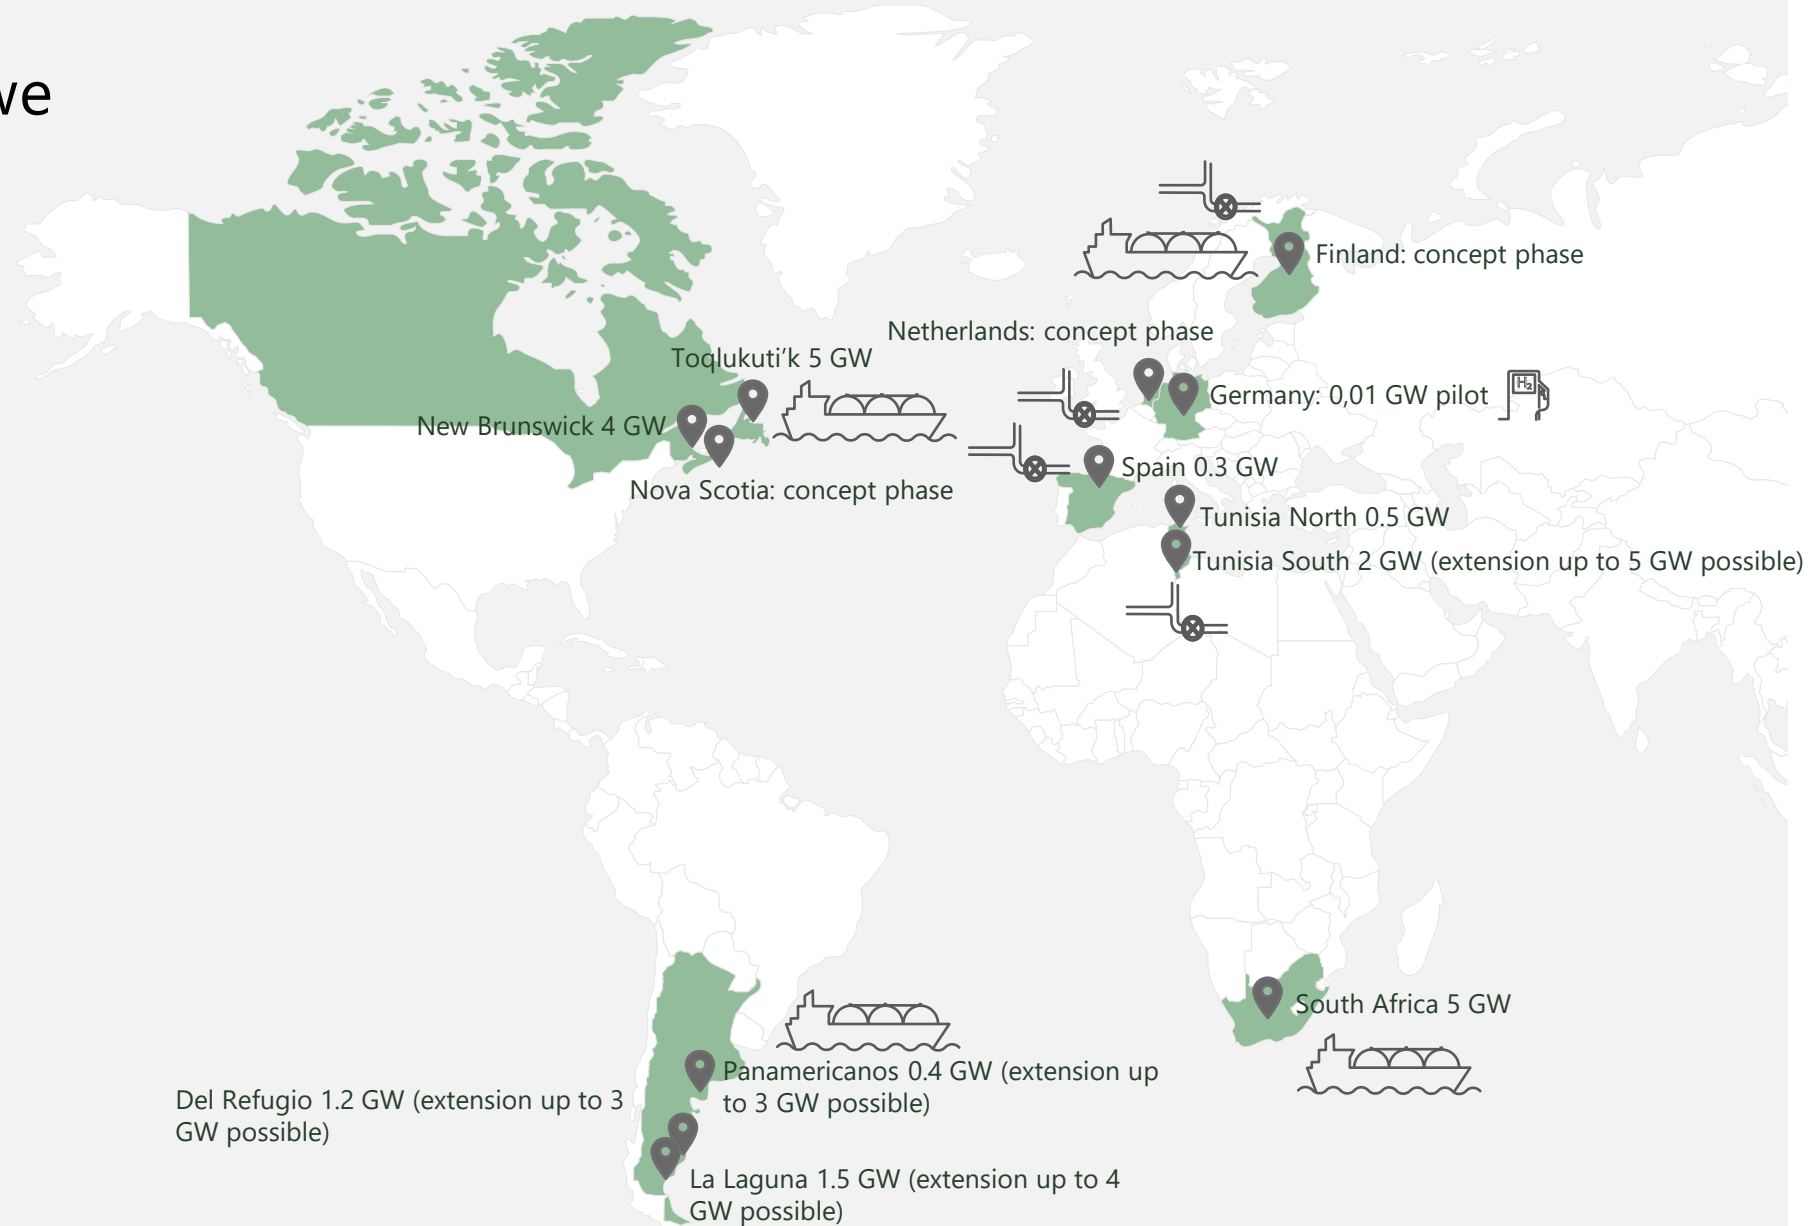 we
Finland: concept phase
Netherlands: concept phase
Toqlukuti’k 5 GW
Germany: 0,01 GW pilot
H₂
New Brunswick 4 GW
Spain 0.3 GW
Nova Scotia: concept phase
Tunisia North 0.5 GW
Tunisia South 2 GW (extension up to 5 GW possible)
South Africa 5 GW
Panamericanos 0.4 GW (extension up
to 3 GW possible)
Del Refugio 1.2 GW (extension up to 3
GW possible)
La Laguna 1.5 GW (extension up to 4
GW possible)